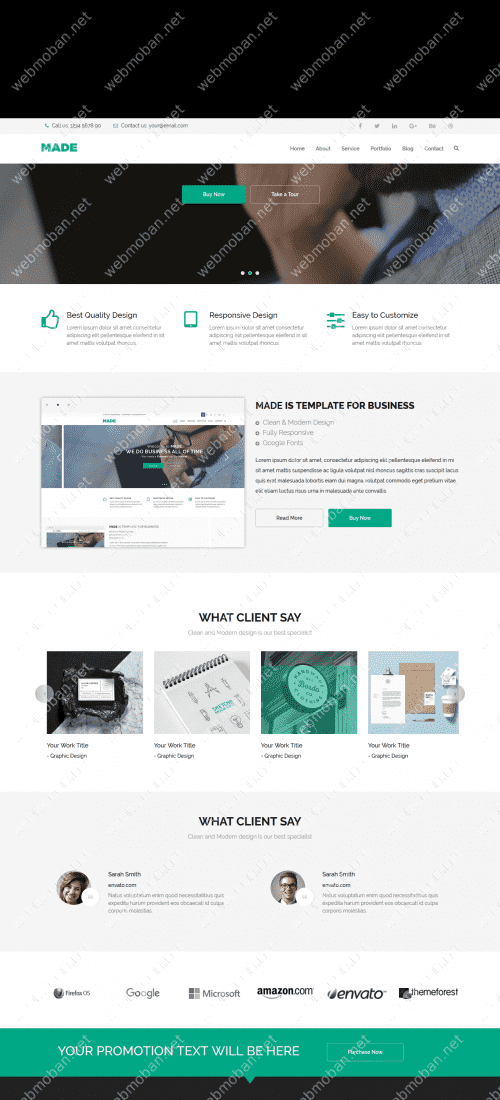 Call us: 1234 5678 90
Contact us: your@email.com
MADE
Home About Service Portfolio Blog Contact
Buy Now
Take a Tour
Best Quality Design
Lorem ipsum dolor sit amet consectetur
adipiscing elit pellentesque eleifend in sit
amet mattis volutpat rhoncus.
Responsive Design
Lorem ipsum dolor sit amet consectetur
adipiscing elit pellentesque eleifend in sit
amet mattis volutpat rhoncus.
Easy to Customize
Lorem ipsum dolor sit amet consectetur
adipiscing elit pellentesque eleifend in sit
amet mattis volutpat rhoncus.
MADE
WE DO BUSINESS ALL OF TIME
MADE IS TEMPLATE FOR BUSINESS
Clean & Modern Design
Fully Responsive
Google Fonts
Lorem ipsum dolor sit amet, consectetur adipiscing elit pellentesque eleifend in mi
sit amet mattis suspendisse ac ligula volutpat nisl rhoncus sagittis cras suscipit lacus
quis erat malesuada lobortis eiam dui magna volutpat commodo eget pretium vitae
elit etiam luctus risus urna in malesuada ante convallis.
Read More
Buy Now
WHAT CLIENT SAY
Clean and Modern design is our best specialist
Your Work Title
- Graphic Design
Your Work Title
- Graphic Design
Your Work Title
- Graphic Design
Your Work Title
- Graphic Design
WHAT CLIENT SAY
Clean and Modern design is our best specialist
Sarah Smith
envato.com
Natus voluptatum enim quod necessitatibus quis
expedita harum provident eos obcaecati id culpa
corporis molestias.
Sarah Smith
envato.com
Natus voluptatum enim quod necessitatibus quis
expedita harum provident eos obcaecati id culpa
corporis molestias.
Firefox OS
Google
Microsoft
amazon.com
envato
themeforest
YOUR PROMOTION TEXT WILL BE HERE
Purchase Now
webmoban.net